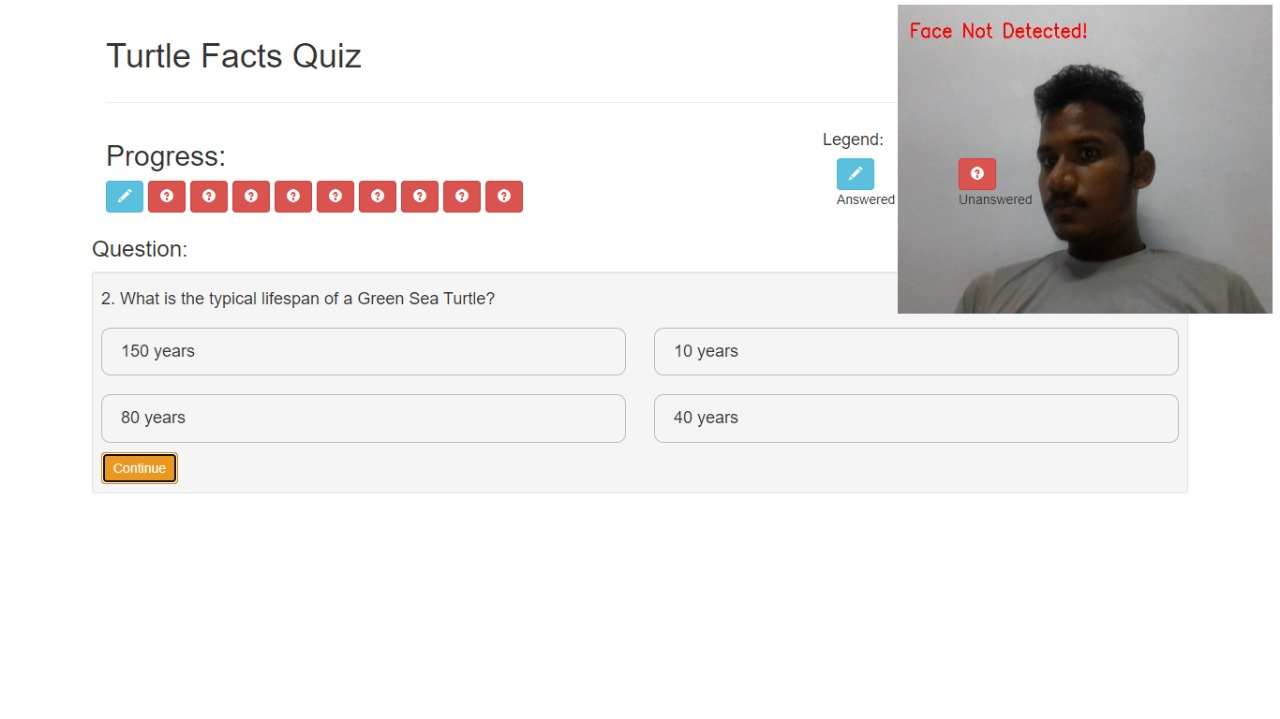 Turtle Facts Quiz
Face Not Detected!
Legend:
Progress:
Answered
Unanswered
Question:
2. What is the typical lifespan of a Green Sea Turtle?
150 years
10 years
80 years
40 years
Continue